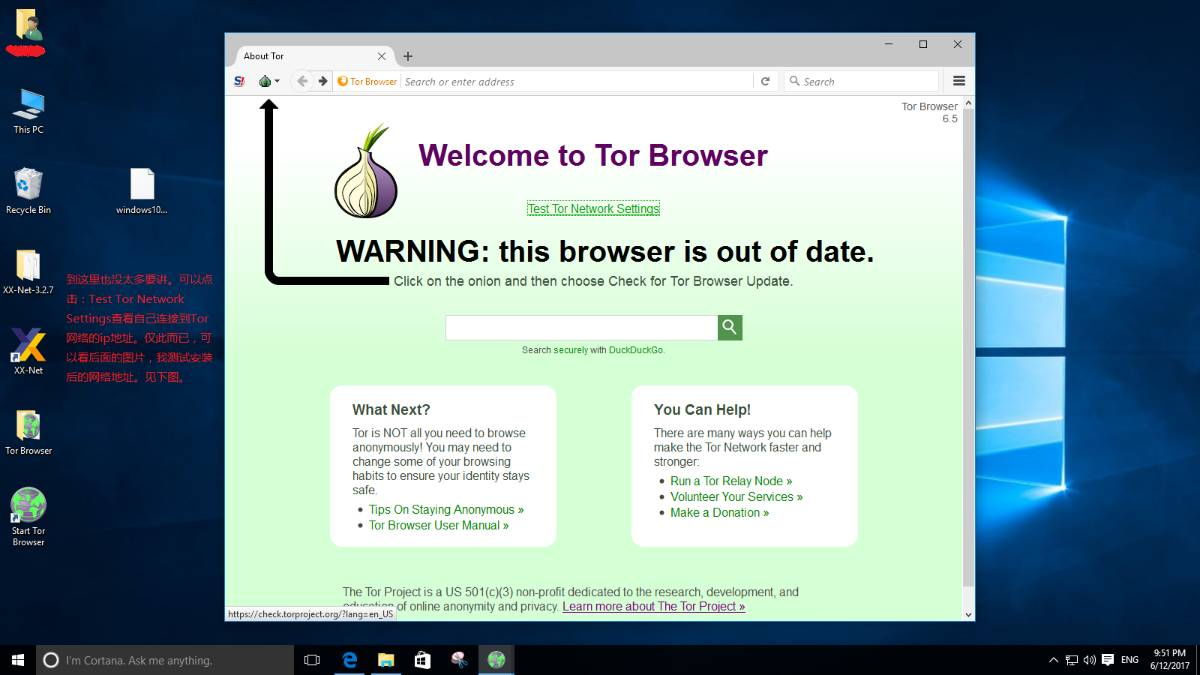 This PC
Recycle Bin
windows10...
XX-Net-3.2.7
XX-Net
Tor Browser
Start Tor
Browser
到这里也没太多要讲。可以点
击：Test Tor Network
Settings查看自己连接到Tor
网络的ip地址。仅此而已，可
以看后面的图片，我测试安装
后的网络地址。见下图。
About Tor
Tor Browser
Search or enter address
Search
Tor Browser
6.5
Welcome to Tor Browser
Test Tor Network Settings
WARNING: this browser is out of date.
Click on the onion and then choose Check for Tor Browser Update.
Search securely with DuckDuckGo.
What Next?
Tor is NOT all you need to browse
anonymously! You may need to
change some of your browsing
habits to ensure your identity stays
safe.
Tips On Staying Anonymous »
Tor Browser User Manual »
You Can Help!
There are many ways you can help
make the Tor Network faster and
stronger:
Run a Tor Relay Node »
Volunteer Your Services »
Make a Donation »
The Tor Project is a US 501(c)(3) non-profit dedicated to the research, development, and
education of online anonymity and privacy. Learn more about The Tor Project »
https://check.torproject.org/?lang=en_US
I'm Cortana. Ask me anything.
ENG
9:51 PM
6/12/2017